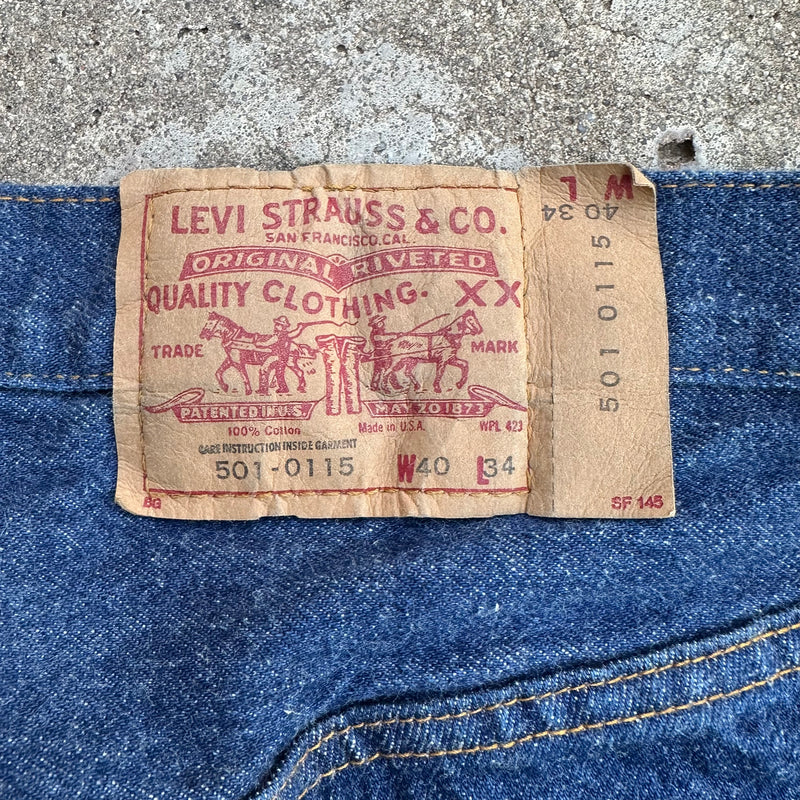 LEVI STRAUSS & CO.
SAN FRANCISCO, CAL.
ORIGINAL RIVETED
QUALITY CLOTHING. XX
TRADE MARK
PATENTED IN U.S. MAY 20 1873
100% Cotton Made in U.S.A. WPL 423
CARE INSTRUCTION INSIDE GARMENT
501-0115 W40 L34
BG SF 145
W L
40 34
501 0115